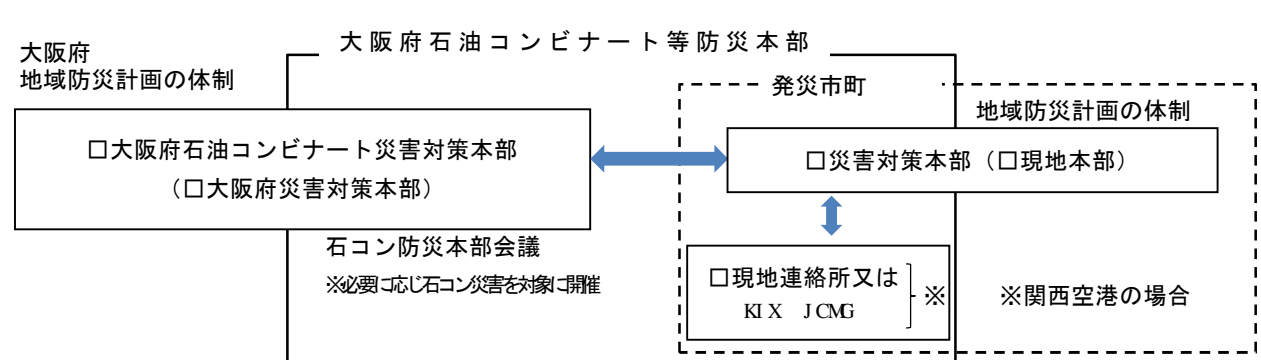 大阪府石油コンビナート等防災本部
大阪府
地域防災計画の体制
発災市町
地域防災計画の体制
□大阪府石油コンビナート災害対策本部
（□大阪府災害対策本部）
□災害対策本部（□現地本部）
石コン防災本部会議
※必要に応じ石コン災害を対象に開催
□現地連絡所又は
KIX JCMG
※
※関西空港の場合